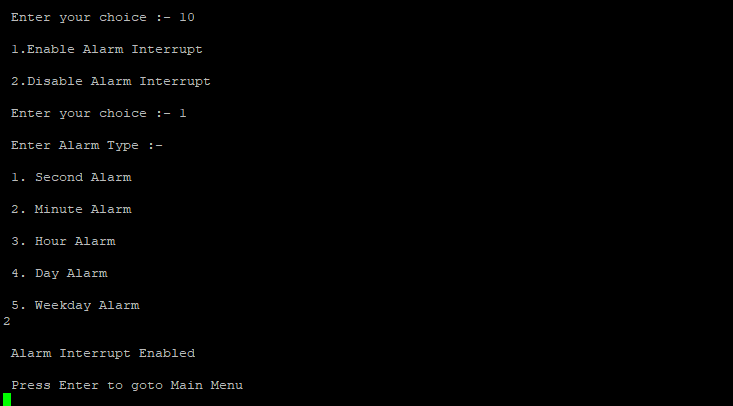 Enter your choice :- 10
1.Enable Alarm Interrupt
2.Disable Alarm Interrupt
Enter your choice :- 1
Enter Alarm Type :-
1. Second Alarm
2. Minute Alarm
3. Hour Alarm
4. Day Alarm
5. Weekday Alarm
2
Alarm Interrupt Enabled
Press Enter to goto Main Menu